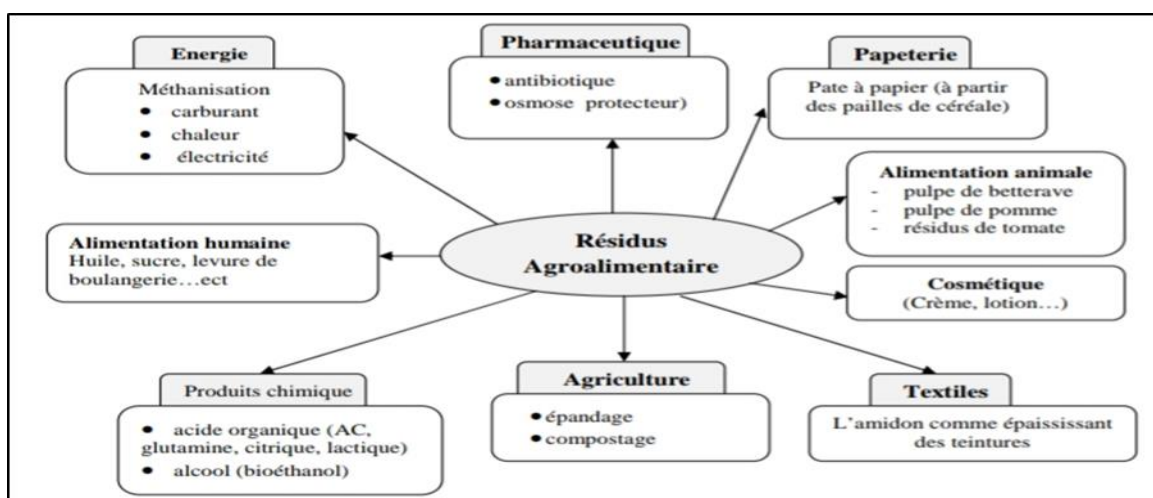 Energie
Méthanisation
● carburant
● chaleur
● électricité
Pharmaceutique
● antibiotique
● osmose protecteur)
Papeterie
Pate à papier (à partir
des pailles de céréale)
Alimentation animale
- pulpe de betterave
- pulpe de pomme
- résidus de tomate
Alimentation humaine
Huile, sucre, levure de
boulangerie…ect
Résidus
Agroalimentaire
Cosmétique
(Crème, lotion…)
Produits chimique
● acide organique (AC,
glutamine, citrique, lactique)
● alcool (bioéthanol)
Agriculture
● épandage
● compostage
Textiles
L'amidon comme épaississant
des teintures